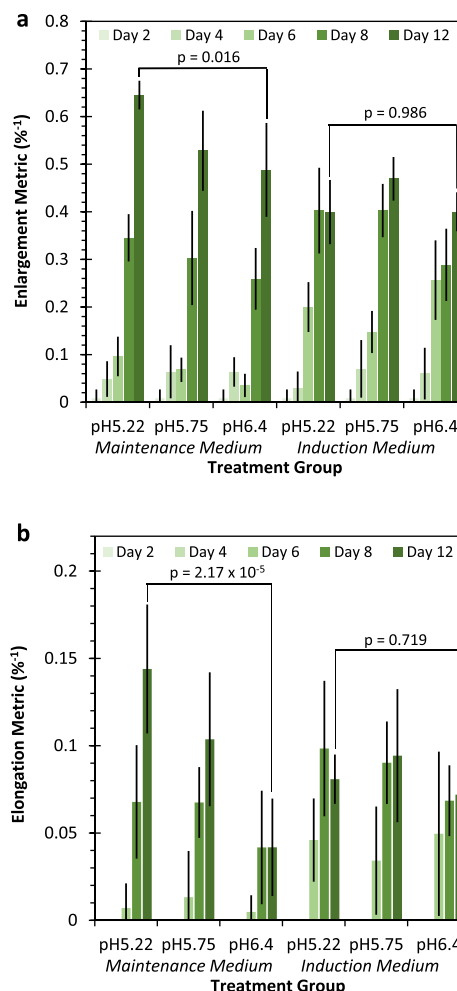 a
0.8
Day 2 Day 4 Day 6 Day 8 Day 12
p = 0.016
0.7
0.6
p = 0.986
0.5
0.4
0.3
0.2
0.1
0
Enlargement Metric (%⁻¹)
pH5.22 pH5.75 pH6.4 pH5.22 pH5.75 pH6.4
Maintenance Medium Induction Medium
Treatment Group
b
Day 2 Day 4 Day 6 Day 8 Day 12
0.2
p = 2.17 x 10⁻⁵
p = 0.719
0.15
0.1
0.05
0
Elongation Metric (%⁻¹)
pH5.22 pH5.75 pH6.4 pH5.22 pH5.75 pH6.4
Maintenance Medium Induction Medium
Treatment Group